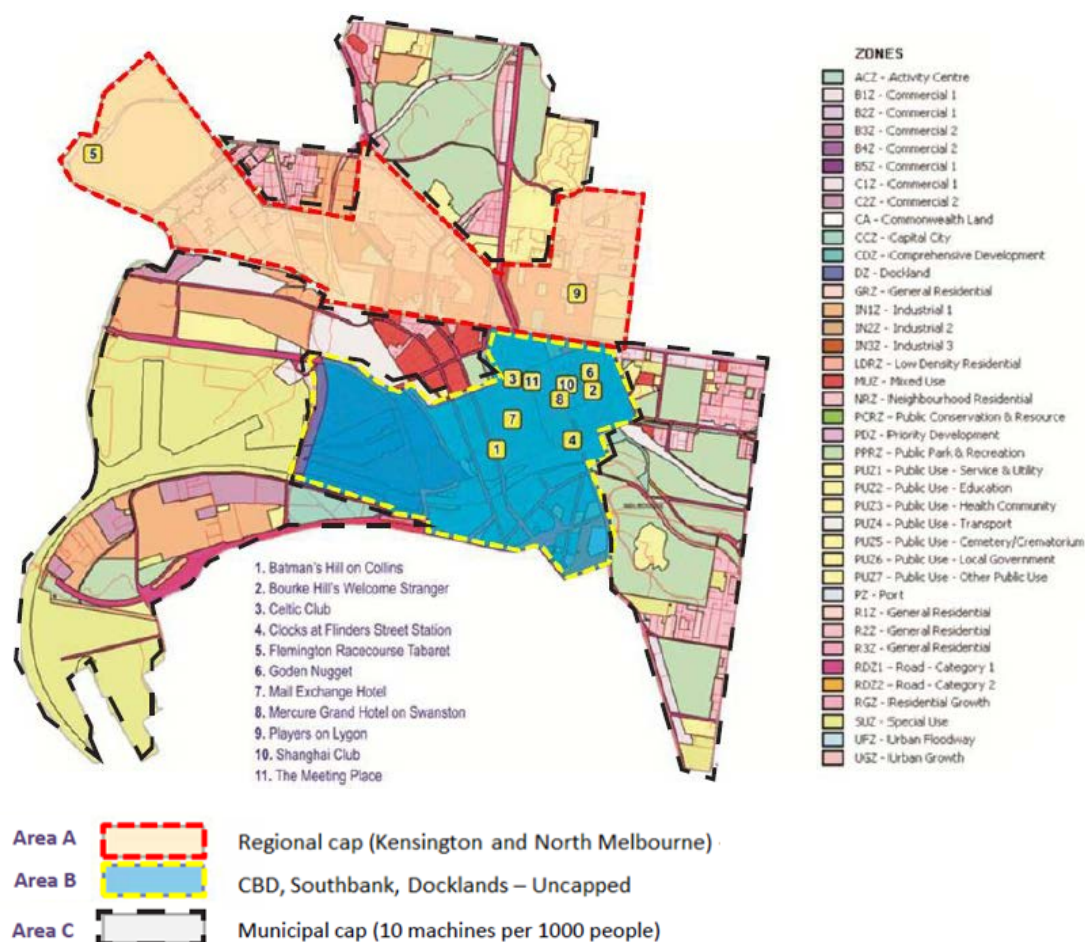 ZONES
ACZ - Activity Centre
B1Z - Commercial 1
B2Z - Commercial 1
B3Z - Commercial 2
B4Z - Commercial 2
B5Z - Commercial 1
C1Z - Commercial 1
C2Z - Commercial 2
CA - Commonwealth Land
CCZ - Capital City
CDZ - Comprehensive Development
DZ - Dockland
GRZ - General Residential
IN1Z - Industrial 1
IN2Z - Industrial 2
IN3Z - Industrial 3
LDRZ - Low Density Residential
MUZ - Mixed Use
NRZ - Neighbourhood Residential
PCRZ - Public Conservation & Resource
PDZ - Priority Development
PPRZ - Public Park & Recreation
PUZ1 - Public Use - Service & Utility
PUZ2 - Public Use - Education
PUZ3 - Public Use - Health Community
PUZ4 - Public Use - Transport
PUZ5 - Public Use - Cemetery/Crematorium
PUZ6 - Public Use - Local Government
PUZ7 - Public Use - Other Public Use
PZ - Port
R1Z - General Residential
R2Z - General Residential
R3Z - General Residential
RDZ1 - Road - Category 1
RDZ2 - Road - Category 2
RGZ - Residential Growth
SUZ - Special Use
UFZ - Urban Floodway
UGZ - Urban Growth
5
9
3
11
10
6
8
2
7
4
1
1. Batman's Hill on Collins
2. Bourke Hill's Welcome Stranger
3. Celtic Club
4. Clocks at Flinders Street Station
5. Flemington Racecourse Tabaret
6. Goden Nugget
7. Mail Exchange Hotel
8. Mercure Grand Hotel on Swanston
9. Players on Lygon
10. Shanghai Club
11. The Meeting Place
Area A Regional cap (Kensington and North Melbourne)
Area B CBD, Southbank, Docklands – Uncapped
Area C Municipal cap (10 machines per 1000 people)